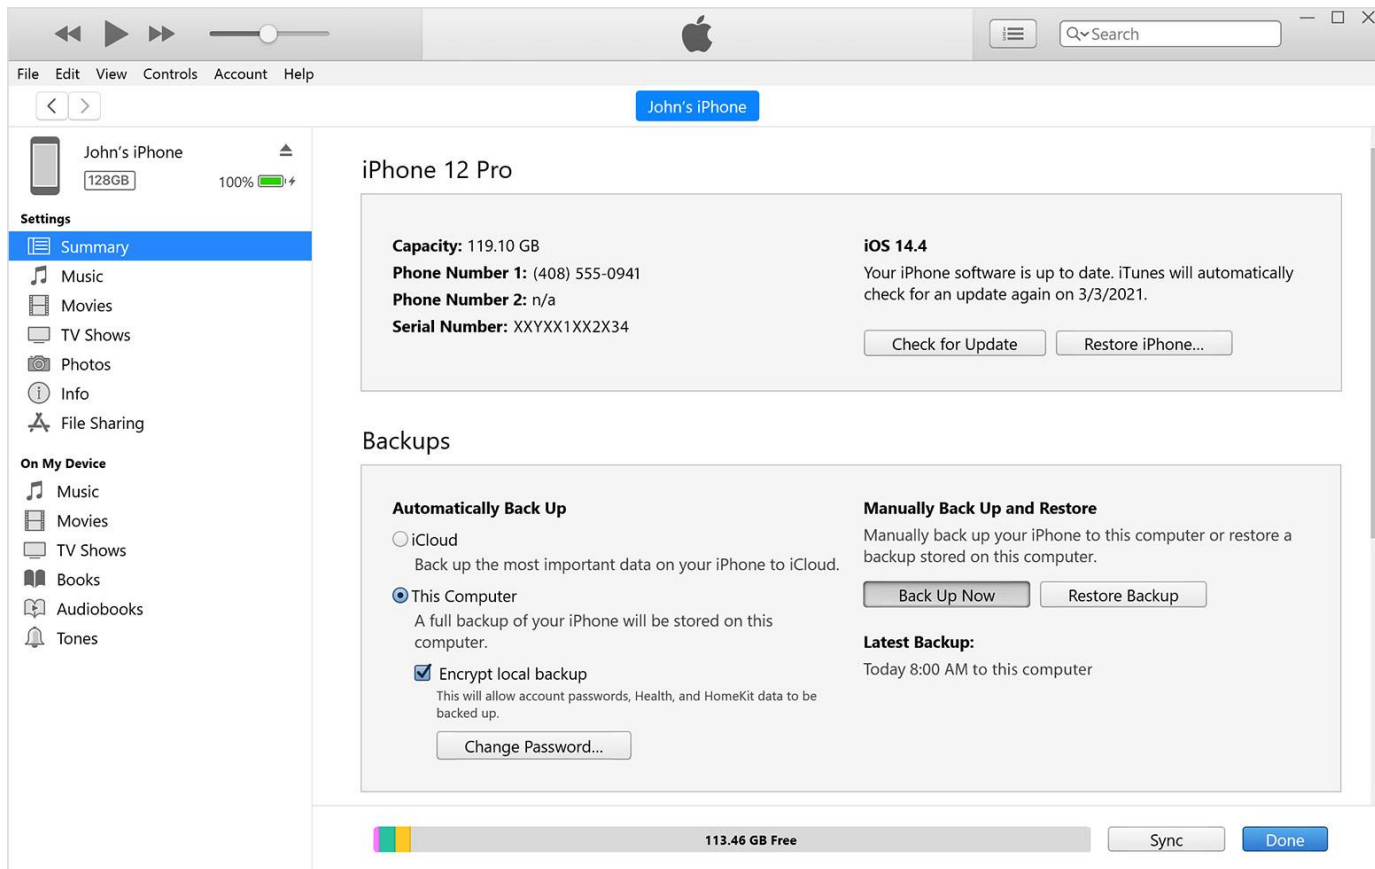 Search
File Edit View Controls Account Help
John's iPhone
John's iPhone
128GB
100%
Settings
Summary
Music
Movies
TV Shows
Photos
Info
File Sharing
On My Device
Music
Movies
TV Shows
Books
Audiobooks
Tones
iPhone 12 Pro
Capacity: 119.10 GB
Phone Number 1: (408) 555-0941
Phone Number 2: n/a
Serial Number: XXYXX1XX2X34
iOS 14.4
Your iPhone software is up to date. iTunes will automatically
check for an update again on 3/3/2021.
Check for Update
Restore iPhone...
Backups
Automatically Back Up
iCloud
Back up the most important data on your iPhone to iCloud.
This Computer
A full backup of your iPhone will be stored on this
computer.
Encrypt local backup
This will allow account passwords, Health, and HomeKit data to be
backed up.
Change Password...
Manually Back Up and Restore
Manually back up your iPhone to this computer or restore a
backup stored on this computer.
Back Up Now
Restore Backup
Latest Backup:
Today 8:00 AM to this computer
113.46 GB Free
Sync
Done